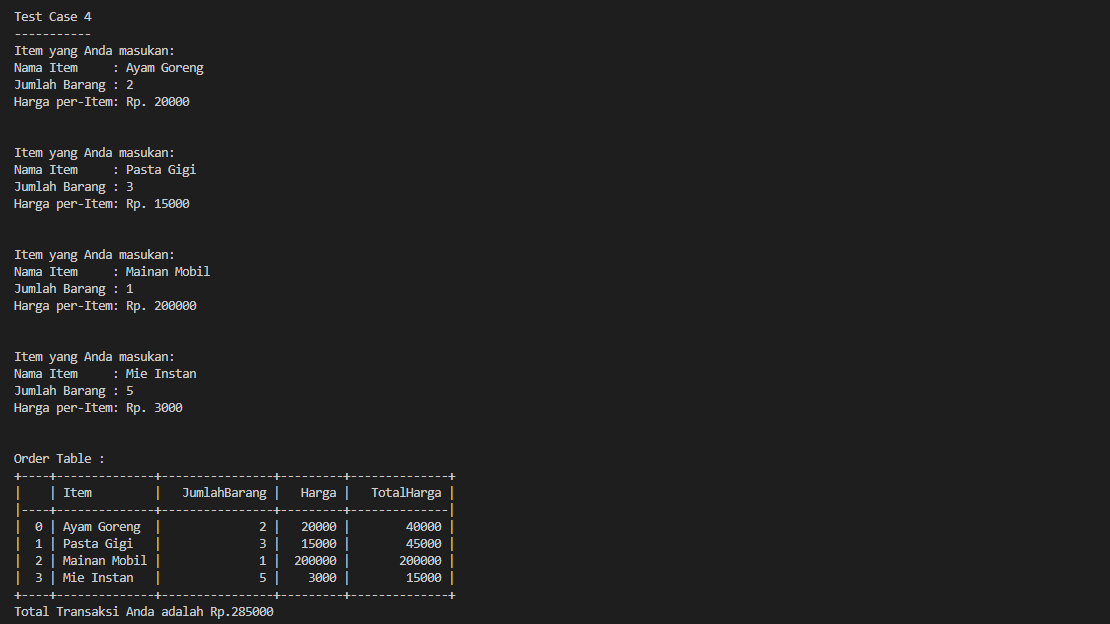 Test Case 4
-----------
Item yang Anda masukan:
Nama Item     : Ayam Goreng
Jumlah Barang : 2
Harga per-Item: Rp. 20000
Item yang Anda masukan:
Nama Item     : Pasta Gigi
Jumlah Barang : 3
Harga per-Item: Rp. 15000
Item yang Anda masukan:
Nama Item     : Mainan Mobil
Jumlah Barang : 1
Harga per-Item: Rp. 200000
Item yang Anda masukan:
Nama Item     : Mie Instan
Jumlah Barang : 5
Harga per-Item: Rp. 3000
Order Table :
+----+--------------+----------------+---------+--------------+
|    | Item         |   JumlahBarang |   Harga |   TotalHarga |
|----+--------------+----------------+---------+--------------|
|  0 | Ayam Goreng  |              2 |   20000 |        40000 |
|  1 | Pasta Gigi   |              3 |   15000 |        45000 |
|  2 | Mainan Mobil |              1 |  200000 |       200000 |
|  3 | Mie Instan   |              5 |    3000 |        15000 |
+----+--------------+----------------+---------+--------------+
Total Transaksi Anda adalah Rp.285000